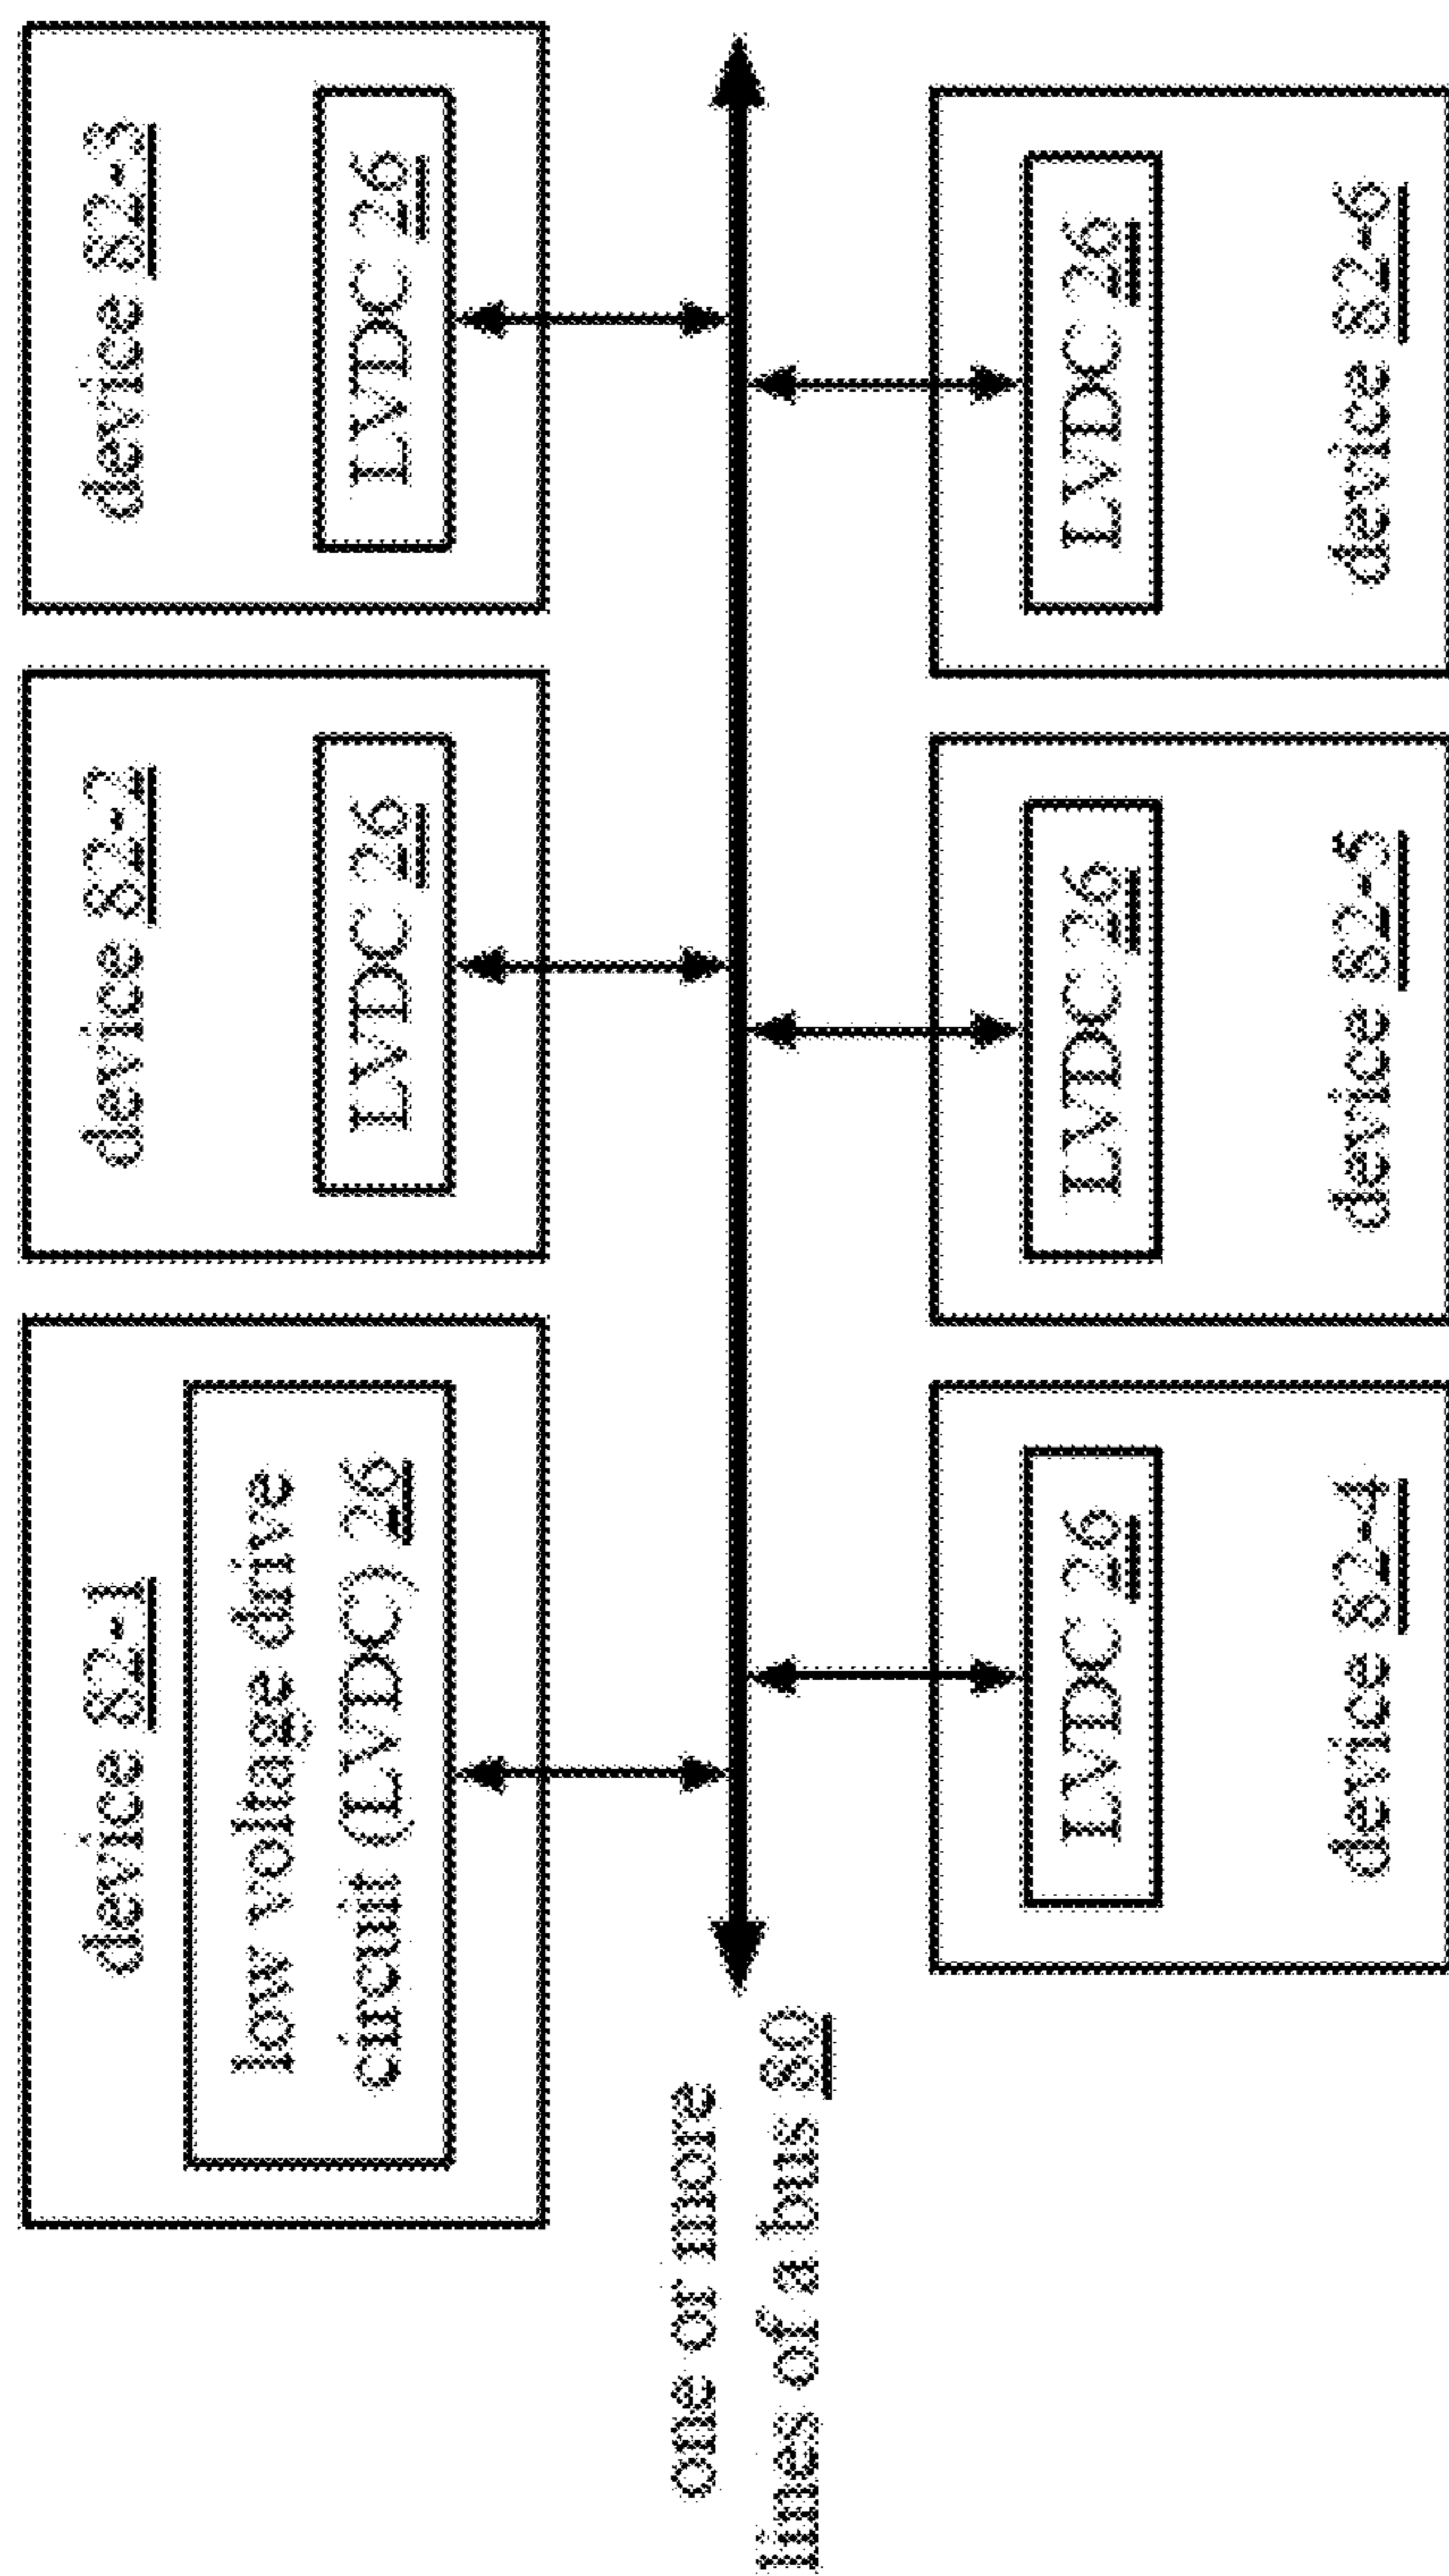 device 82-1
low voltage drive
circuit (LVDC) 26
device 82-2
LVDC 26
device 82-3
LVDC 26
one or more
lines of a bus 80
LVDC 26
device 82-4
LVDC 26
device 82-5
LVDC 26
device 82-6